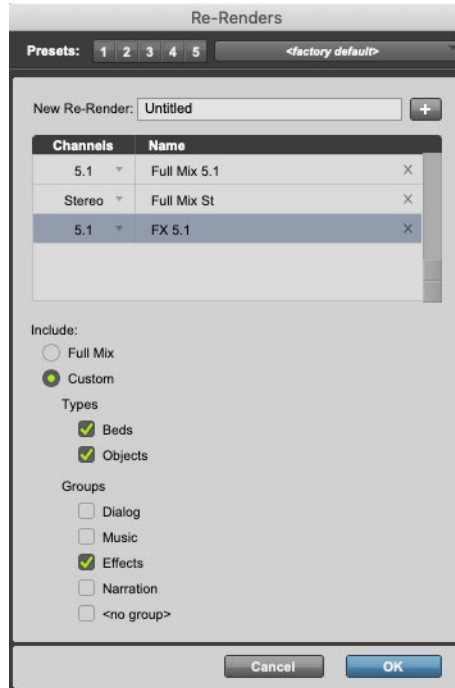 Re-Renders
Presets: 1 2 3 4 5 <factory default>
New Re-Render: Untitled +
Channels Name
5.1 Full Mix 5.1 X
Stereo Full Mix St X
5.1 FX 5.1 X
Include:
Full Mix
Custom
Types
Beds
Objects
Groups
Dialog
Music
Effects
Narration
<no group>
Cancel OK